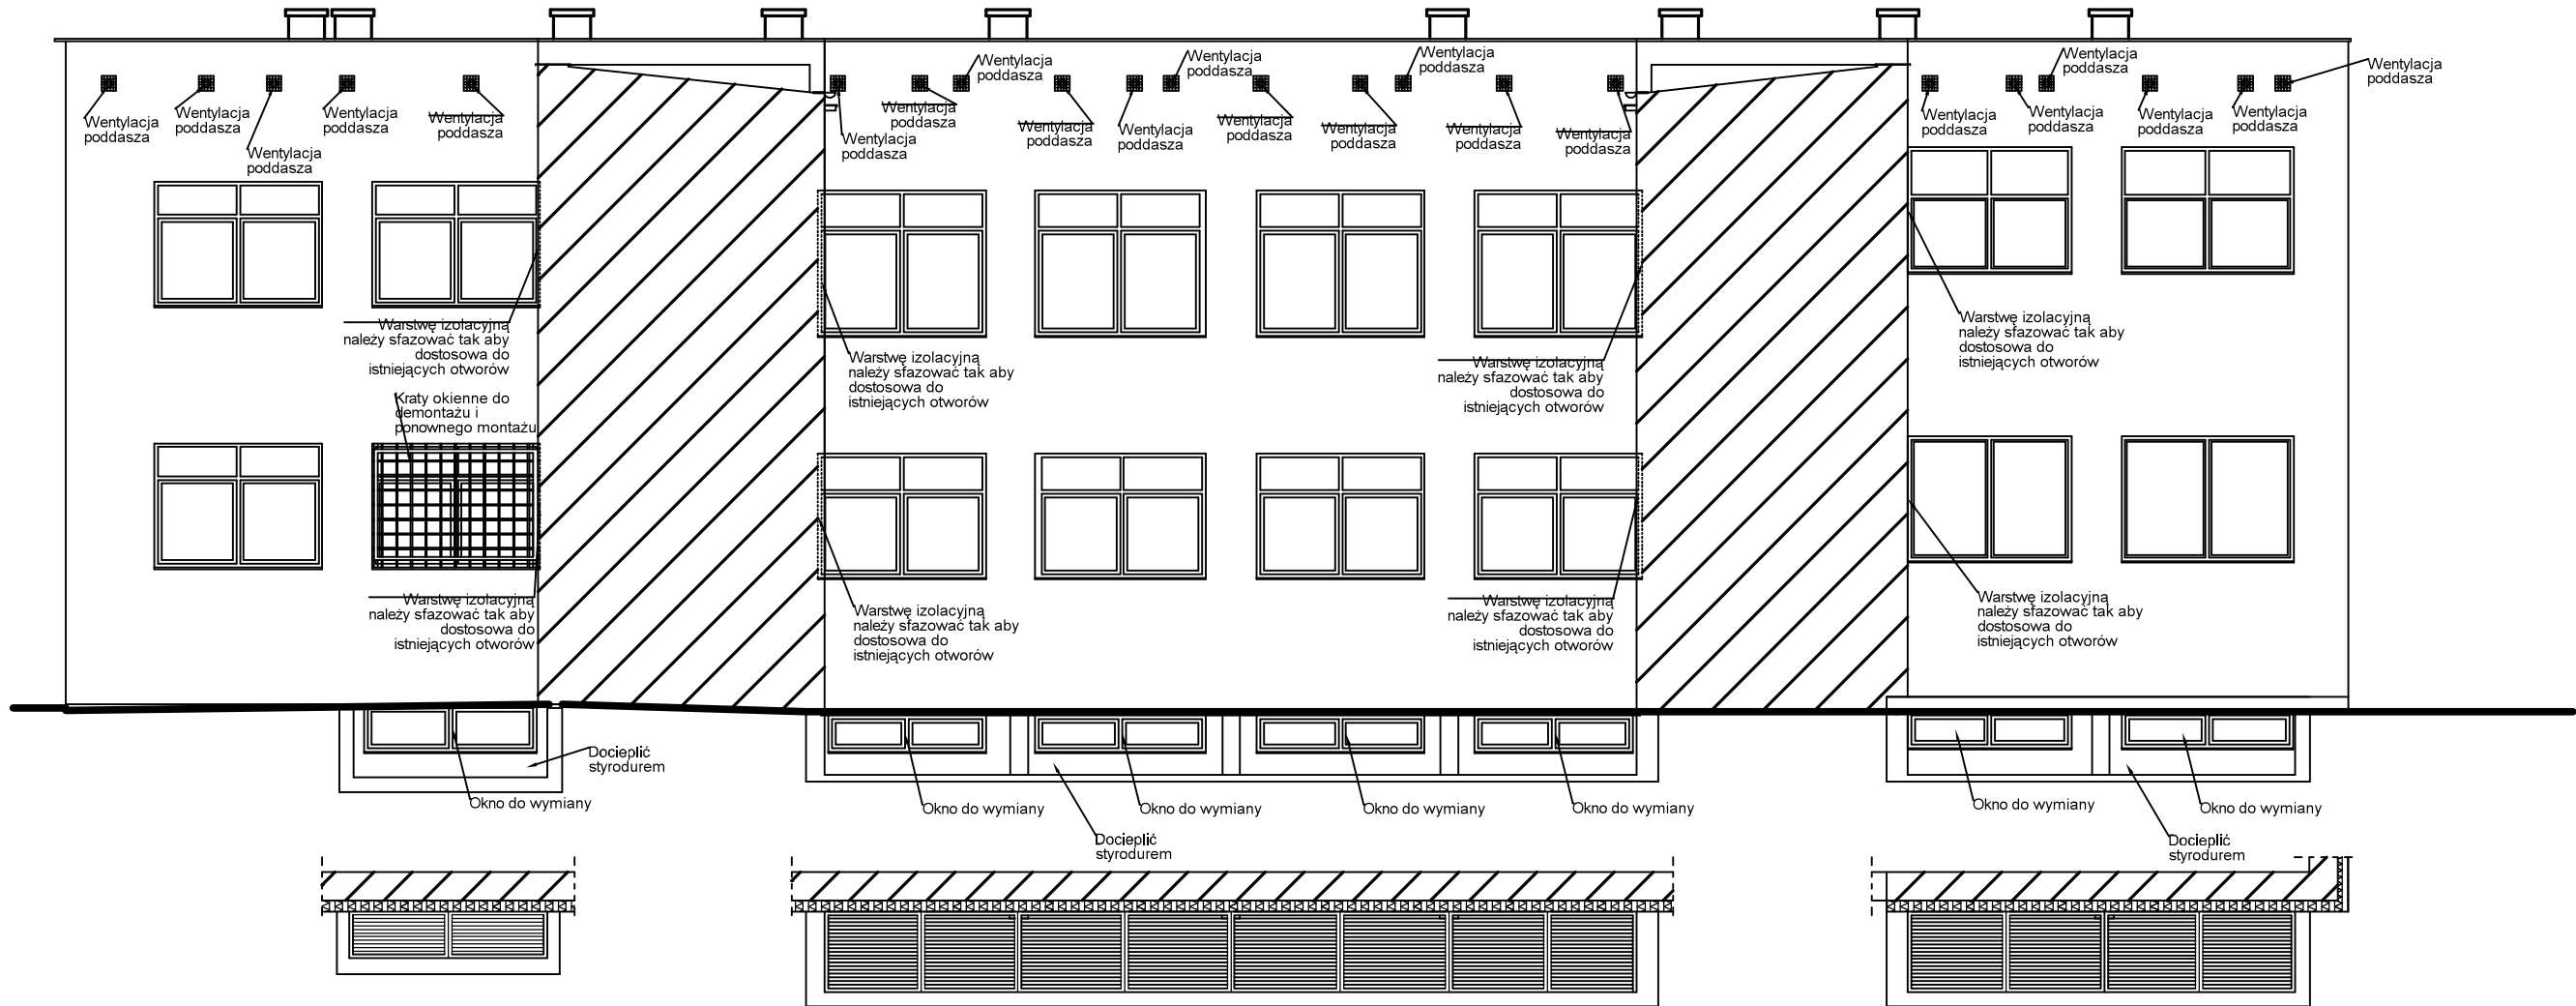 Wentylacja
poddasza
Wentylacja
poddasza
Wentylacja
poddasza
Wentylacja
poddasza
Wentylacja
poddasza
Wentylacja
poddasza
Wentylacja
poddasza
Wentylacja
poddasza
Wentylacja
poddasza
Wentylacja
poddasza
Wentylacja
poddasza
Wentylacja
poddasza
Wentylacja
poddasza
Wentylacja
poddasza
Wentylacja
poddasza
Wentylacja
poddasza
Wentylacja
poddasza
Wentylacja
poddasza
Wentylacja
poddasza
Wentylacja
poddasza
Wentylacja
poddasza
Wentylacja
poddasza
Warstwę izolacyjną
należy sfazować tak aby
dostosowa do
istniejących otworów
Warstwę izolacyjną
należy sfazować tak aby
dostosowa do
istniejących otworów
Warstwę izolacyjną
należy sfazować tak aby
dostosowa do
istniejących otworów
Warstwę izolacyjną
należy sfazować tak aby
dostosowa do
istniejących otworów
Kraty okienne do
demontażu i
ponownego montażu
Warstwę izolacyjną
należy sfazować tak aby
dostosowa do
istniejących otworów
Warstwę izolacyjną
należy sfazować tak aby
dostosowa do
istniejących otworów
Warstwę izolacyjną
należy sfazować tak aby
dostosowa do
istniejących otworów
Warstwę izolacyjną
należy sfazować tak aby
dostosowa do
istniejących otworów
Docieplić
styrodurem
Okno do wymiany
Okno do wymiany
Okno do wymiany
Okno do wymiany
Okno do wymiany
Okno do wymiany
Okno do wymiany
Docieplić
styrodurem
Docieplić
styrodurem